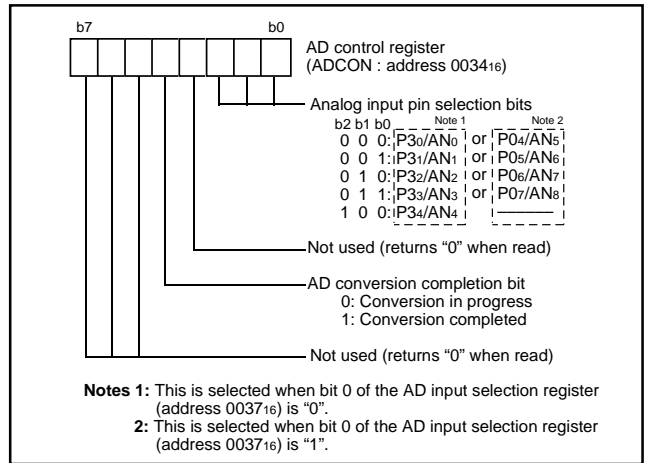 b7 b0
AD control register
(ADCON : address 003416)
Analog input pin selection bits
b2 b1 b0 Note 1 Note 2
0 0 0: P30/AN0 or P04/AN5
0 0 1: P31/AN1 or P05/AN6
0 1 0: P32/AN2 or P06/AN7
0 1 1: P33/AN3 or P07/AN8
1 0 0: P34/AN4 ———
Not used (returns “0” when read)
AD conversion completion bit
0: Conversion in progress
1: Conversion completed
Not used (returns “0” when read)
Notes 1: This is selected when bit 0 of the AD input selection register
(address 003716) is “0”.
2: This is selected when bit 0 of the AD input selection register
(address 003716) is “1”.